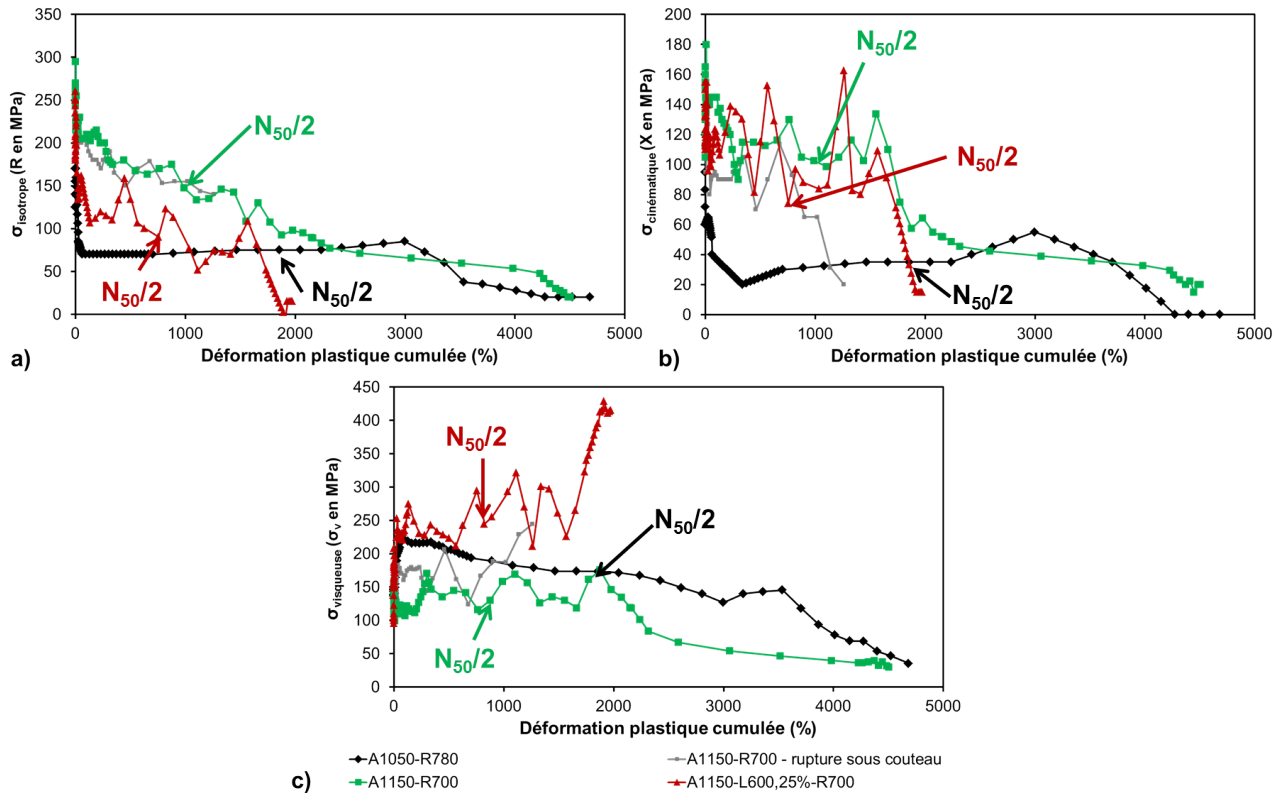 σisotrope (R en MPa)
350
300
250
200
150
100
50
0
0 1000 2000 3000 4000 5000
Déformation plastique cumulée (%)
N50/2
N50/2
N50/2
a)
σcinématique (X en MPa)
200
180
160
140
120
100
80
60
40
20
0
0 1000 2000 3000 4000 5000
Déformation plastique cumulée (%)
N50/2
N50/2
N50/2
b)
σvisqueuse (σv en MPa)
450
400
350
300
250
200
150
100
50
0
0 1000 2000 3000 4000 5000
Déformation plastique cumulée (%)
N50/2
N50/2
N50/2
c)
A1050-R780
A1150-R700 - rupture sous couteau
A1150-R700
A1150-L600,25%-R700